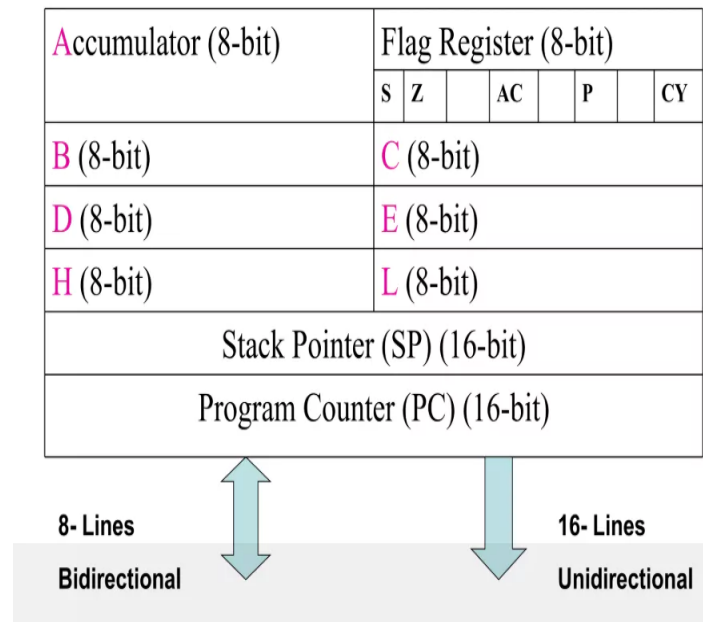 Accumulator (8-bit)
Flag Register (8-bit)
S Z AC P CY
B (8-bit)
C (8-bit)
D (8-bit)
E (8-bit)
H (8-bit)
L (8-bit)
Stack Pointer (SP) (16-bit)
Program Counter (PC) (16-bit)
8- Lines
Bidirectional
16- Lines
Unidirectional